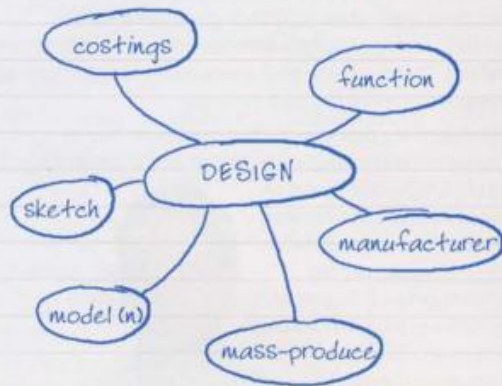 costings
function
DESIGN
sketch
manufacturer
model (n)
mass-produce